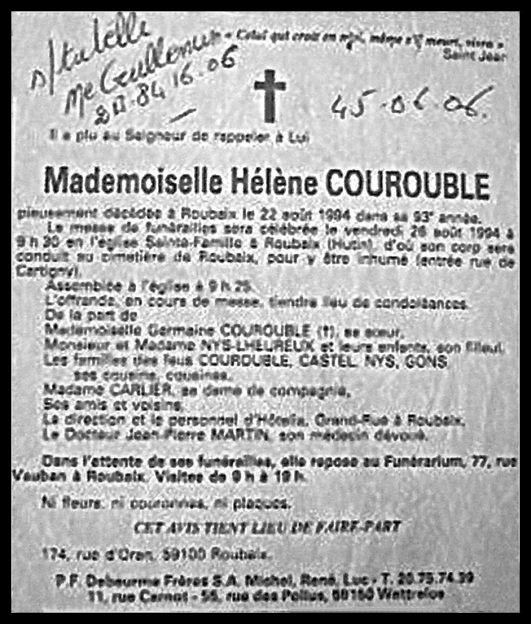 s/tutelle
Me Guillemin
20.84.16.06
« Celui qui croit en moi, même s'il meurt, vivra »
Saint Jean
45.06.06.
Il a plu au Seigneur de rappeler à Lui
Mademoiselle Hélène COUROUBLE
pieusement décédée à Roubaix le 22 août 1994 dans sa 93e année.
La messe de funérailles sera célébrée le vendredi 26 août 1994 à
9 h 30 en l'église Sainte-Famille à Roubaix (Hutin), d'où son corp sera
conduit au cimetière de Roubaix, pour y être inhumé (entrée rue de
Cartigny).
Assemblée à l'église à 9 h 25.
L'offrande, en cours de messe, tiendra lieu de condoléances.
De la part de
Mademoiselle Germaine COUROUBLE (†), sa sœur,
Monsieur et Madame NYS-LHEUREUX et leurs enfants, son filleul,
Les familles des feus COUROUBLE, CASTEL, NYS, GONS,
ses cousins, cousines,
Madame CARLIER, sa dame de compagnie,
Ses amis et voisins,
La direction et le personnel d'Hételia, Grand-Rue à Roubaix,
Le Docteur Jean-Pierre MARTIN, son médecin dévoué.
Dans l'attente de ses funérailles, elle repose au Funérarium, 77, rue
Vauban à Roubaix. Visites de 9 h à 19 h.
Ni fleurs, ni couronnes, ni plaques.
CET AVIS TIENT LIEU DE FAIRE-PART
174, rue d'Oran, 59100 Roubaix.
P.F. Debeurme Frères S.A. Michel, René, Luc - T. 20.75.74.39
11, rue Carnot - 55, rue des Poilus, 59150 Wattrelos